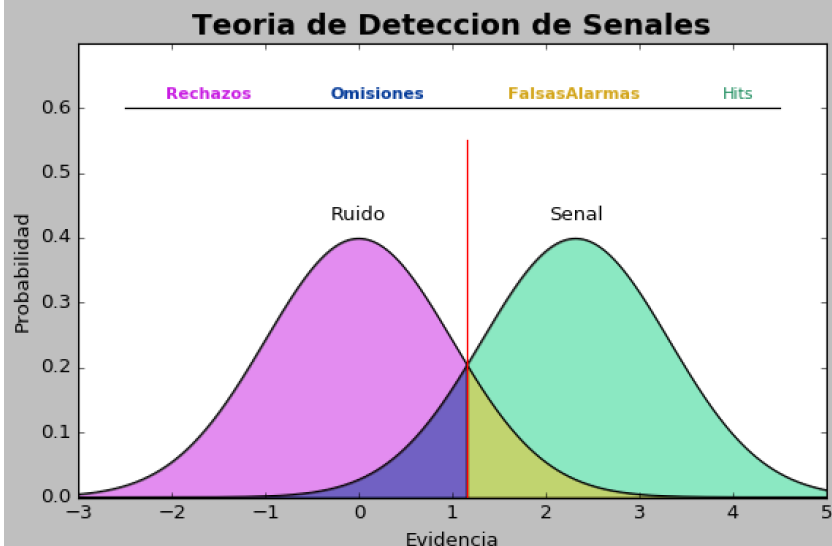 Teoria de Deteccion de Senales
Rechazos Omisiones FalsasAlarmas Hits
0.6
0.5
Ruido Senal
0.4
Probabilidad
0.3
0.2
0.1
0.0
−3 −2 −1 0 1 2 3 4 5
Evidencia